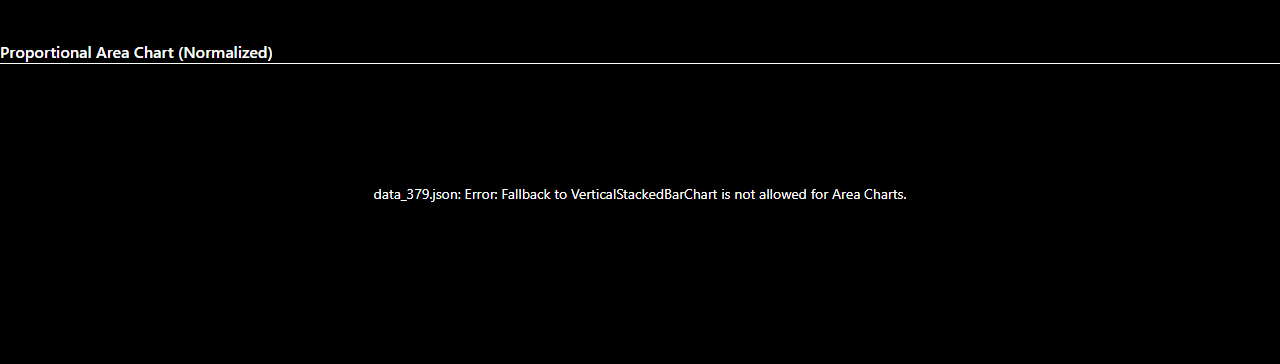 Proportional Area Chart (Normalized)
data_379.json: Error: Fallback to VerticalStackedBarChart is not allowed for Area Charts.